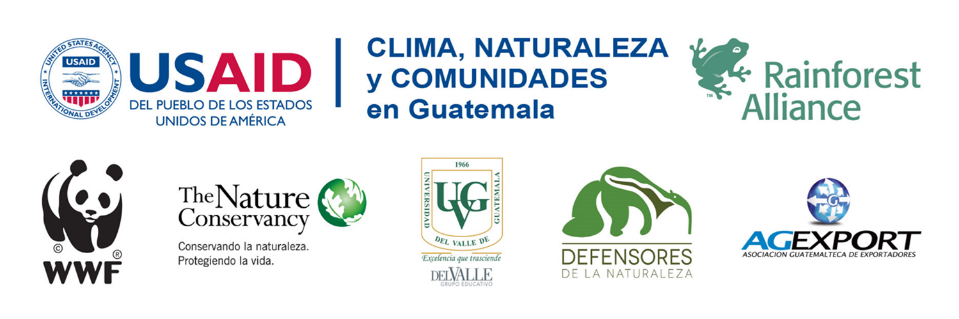 UNITED STATES AGENCY
USAID
INTERNATIONAL DEVELOPMENT
USAID
DEL PUEBLO DE LOS ESTADOS
UNIDOS DE AMÉRICA
CLIMA, NATURALEZA
y COMUNIDADES
en Guatemala
Rainforest
Alliance
TM
©
®
WWF
The Nature
Conservancy
Conservando la naturaleza.
Protegiendo la vida.
1966
UNIVERSIDAD
DEL VALLE DE
GUATEMALA
UVG
Excelencia que trasciende
DELVALLE
GRUPO EDUCATIVO
DEFENSORES
DE LA NATURALEZA
G
AGEXPORT
ASOCIACION GUATEMALTECA DE EXPORTADORES